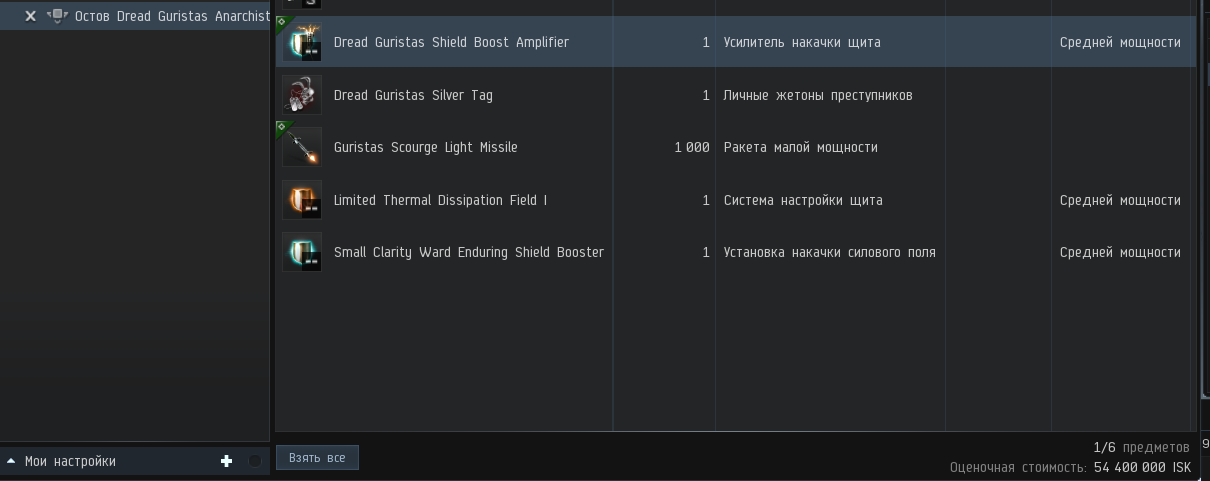 Остов Dread Guristas Anarchist
Dread Guristas Shield Boost Amplifier 1 Усилитель накачки щита Средней мощности
Dread Guristas Silver Tag 1 Личные жетоны преступников
Guristas Scourge Light Missile 1 000 Ракета малой мощности
Limited Thermal Dissipation Field I 1 Система настройки щита Средней мощности
Small Clarity Ward Enduring Shield Booster 1 Установка накачки силового поля Средней мощности
Мои настройки
Взять все
1/6 предметов
Оценочная стоимость: 54 400 000 ISK
9